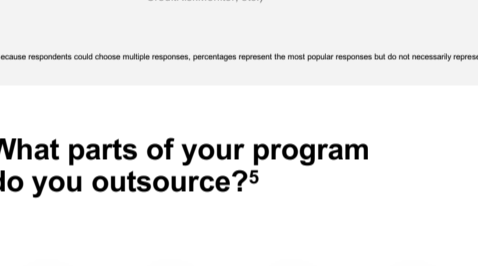 ecause respondents could choose multiple responses, percentages represent the most popular responses but do not necessarily represe
What parts of your program
do you outsource?⁵